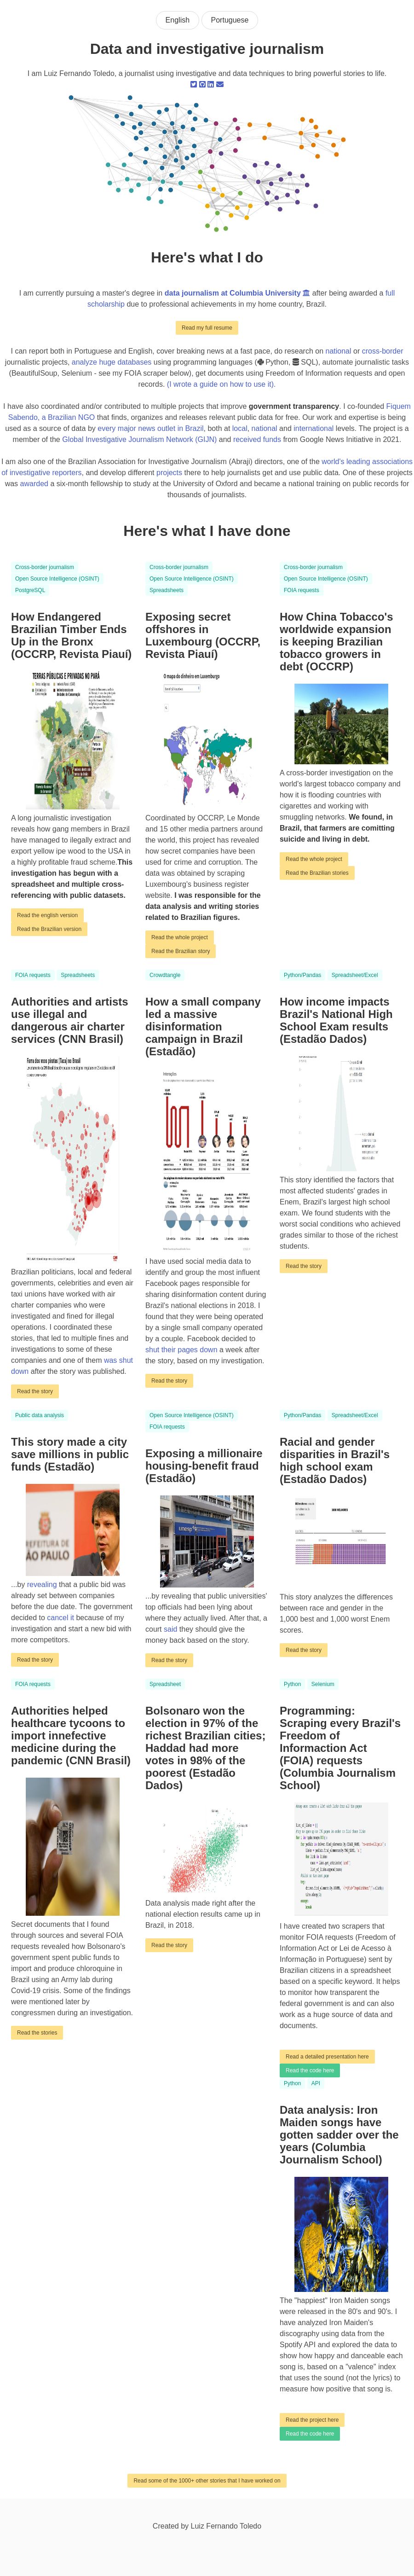 English
Portuguese
Data and investigative journalism
I am Luiz Fernando Toledo, a journalist using investigative and data techniques to bring powerful stories to life.
Here's what I do
I am currently pursuing a master's degree in data journalism at Columbia University after being awarded a full
scholarship due to professional achievements in my home country, Brazil.
Read my full resume
I can report both in Portuguese and English, cover breaking news at a fast pace, do research on national or cross-border
journalistic projects, analyze huge databases using programming languages ( Python, SQL), automate journalistic tasks
(BeautifulSoup, Selenium - see my FOIA scraper below), get documents using Freedom of Information requests and open
records. (I wrote a guide on how to use it).
I have also coordinated and/or contributed to multiple projects that improve government transparency. I co-founded Fiquem
Sabendo, a Brazilian NGO that finds, organizes and releases relevant public data for free. Our work and expertise is being
used as a source of data by every major news outlet in Brazil, both at local, national and international levels. The project is a
member of the Global Investigative Journalism Network (GIJN) and received funds from Google News Initiative in 2021.
I am also one of the Brazilian Association for Investigative Journalism (Abraji) directors, one of the world's leading associations
of investigative reporters, and develop different projects there to help journalists get and use public data. One of these projects
was awarded a six-month fellowship to study at the University of Oxford and became a national training on public records for
thousands of journalists.
Here's what I have done
Cross-border journalism
Open Source Intelligence (OSINT)
PostgreSQL
How Endangered
Brazilian Timber Ends
Up in the Bronx
(OCCRP, Revista Piauí)
TERRAS PÚBLICAS E PRIVADAS NO PARÁ
A long journalistic investigation
reveals how gang members in Brazil
have managed to illegally extract and
export yellow ipe wood to the USA in
a highly profitable fraud scheme.This
investigation has begun with a
spreadsheet and multiple cross-
referencing with public datasets.
Read the english version
Read the Brazilian version
Cross-border journalism
Open Source Intelligence (OSINT)
Spreadsheets
Exposing secret
offshores in
Luxembourg (OCCRP,
Revista Piauí)
O mapa do dinheiro em Luxemburgo
Coordinated by OCCRP, Le Monde
and 15 other media partners around
the world, this project has revealed
how secret companies have been
used for crime and corruption. The
data was obtained by scraping
Luxemburg's business register
website. I was responsible for the
data analysis and writing stories
related to Brazilian figures.
Read the whole project
Read the Brazilian story
Cross-border journalism
Open Source Intelligence (OSINT)
FOIA requests
How China Tobacco's
worldwide expansion
is keeping Brazilian
tobacco growers in
debt (OCCRP)
A cross-border investigation on the
world's largest tobacco company and
how it is flooding countries with
cigarettes and working with
smuggling networks. We found, in
Brazil, that farmers are comitting
suicide and living in debt.
Read the whole project
Read the Brazilian stories
FOIA requests
Spreadsheets
Authorities and artists
use illegal and
dangerous air charter
services (CNN Brasil)
Brazilian politicians, local and federal
governments, celebrities and even air
taxi unions have worked with air
charter companies who were
investigated and fined for illegal
operations. I coordinated these
stories, that led to multiple fines and
investigations to some of these
companies and one of them was shut
down after the story was published.
Read the story
Crowdtangle
How a small company
led a massive
disinformation
campaign in Brazil
(Estadão)
I have used social media data to
identify and group the most influent
Facebook pages responsible for
sharing disinformation content during
Brazil's national elections in 2018. I
found that they were being operated
by a single small company operated
by a couple. Facebook decided to
shut their pages down a week after
the story, based on my investigation.
Read the story
Python/Pandas
Spreadsheet/Excel
How income impacts
Brazil's National High
School Exam results
(Estadão Dados)
This story identified the factors that
most affected students' grades in
Enem, Brazil's largest high school
exam. We found students with the
worst social conditions who achieved
grades similar to those of the richest
students.
Read the story
Public data analysis
This story made a city
save millions in public
funds (Estadão)
PREFEITURA DE
SÃO PAULO
...by revealing that a public bid was
already set between companies
before the due date. The government
decided to cancel it because of my
investigation and start a new bid with
more competitors.
Read the story
Open Source Intelligence (OSINT)
FOIA requests
Exposing a millionaire
housing-benefit fraud
(Estadão)
unesp
...by revealing that public universities'
top officials had been lying about
where they actually lived. After that, a
court said they should give the
money back based on the story.
Read the story
Python/Pandas
Spreadsheet/Excel
Racial and gender
disparities in Brazil's
high school exam
(Estadão Dados)
This story analyzes the differences
between race and gender in the
1,000 best and 1,000 worst Enem
scores.
Read the story
FOIA requests
Authorities helped
healthcare tycoons to
import innefective
medicine during the
pandemic (CNN Brasil)
Secret documents that I found
through sources and several FOIA
requests revealed how Bolsonaro's
government spent public funds to
import and produce chloroquine in
Brazil using an Army lab during
Covid-19 crisis. Some of the findings
were mentioned later by
congressmen during an investigation.
Read the stories
Spreadsheet
Bolsonaro won the
election in 97% of the
richest Brazilian cities;
Haddad had more
votes in 98% of the
poorest (Estadão
Dados)
Data analysis made right after the
national election results came up in
Brazil, in 2018.
Read the story
Python
Selenium
Programming:
Scraping every Brazil's
Freedom of
Informaction Act
(FOIA) requests
(Columbia Journalism
School)
I have created two scrapers that
monitor FOIA requests (Freedom of
Information Act or Lei de Acesso à
Informação in Portuguese) sent by
Brazilian citizens in a spreadsheet
based on a specific keyword. It helps
to monitor how transparent the
federal government is and can also
work as a huge source of data and
documents.
Read a detailed presentation here
Read the code here
Python
API
Data analysis: Iron
Maiden songs have
gotten sadder over the
years (Columbia
Journalism School)
The "happiest" Iron Maiden songs
were released in the 80's and 90's. I
have analyzed Iron Maiden's
discography using data from the
Spotify API and explored the data to
show how happy and danceable each
song is, based on a "valence" index
that uses the sound (not the lyrics) to
measure how positive that song is.
Read the project here
Read the code here
Read some of the 1000+ other stories that I have worked on
Created by Luiz Fernando Toledo